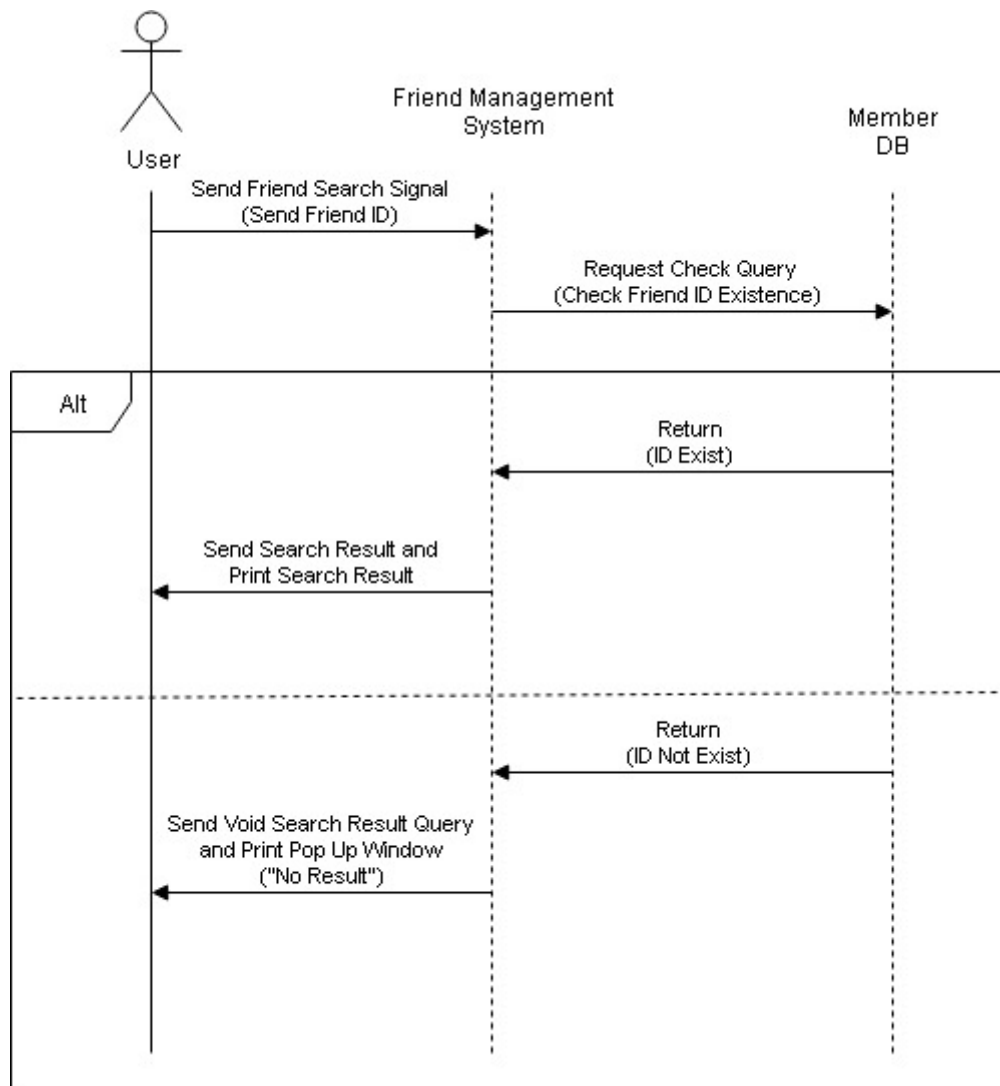 User
Friend Management
System
Member
DB
Send Friend Search Signal
(Send Friend ID)
Request Check Query
(Check Friend ID Existence)
Alt
Return
(ID Exist)
Send Search Result and
Print Search Result
Return
(ID Not Exist)
Send Void Search Result Query
and Print Pop Up Window
("No Result")